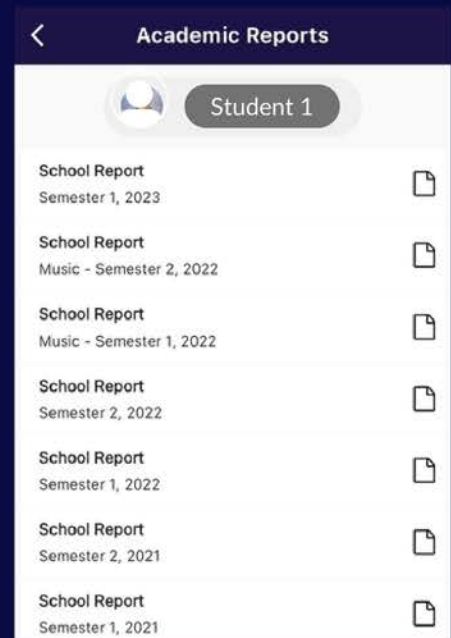 Academic Reports
Student 1
School Report
Semester 1, 2023
School Report
Music - Semester 2, 2022
School Report
Music - Semester 1, 2022
School Report
Semester 2, 2022
School Report
Semester 1, 2022
School Report
Semester 2, 2021
School Report
Semester 1, 2021